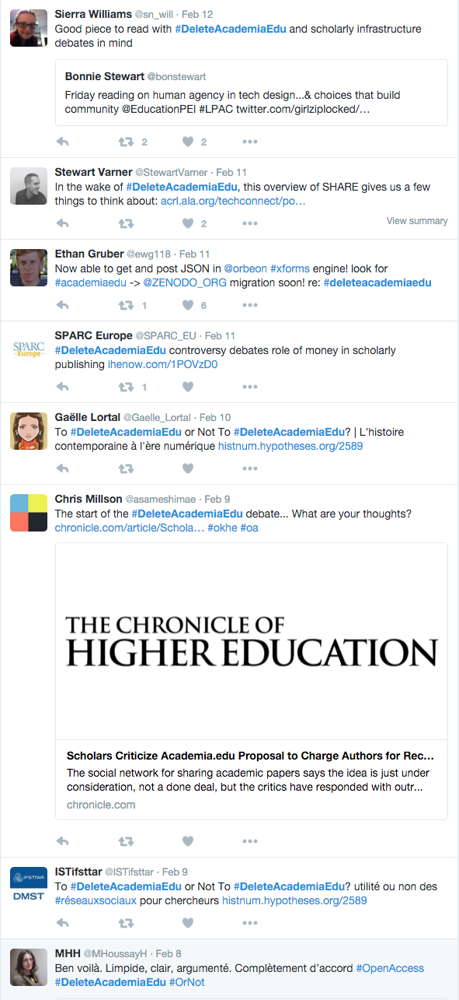 Sierra Williams @sn_will · Feb 12
Good piece to read with #DeleteAcademiaEdu and scholarly infrastructure
debates in mind
Bonnie Stewart @bonstewart
Friday reading on human agency in tech design...& choices that build
community @EducationPEI #LPAC twitter.com/girlziplocked/…
2 2
Stewart Varner @StewartVarner · Feb 11
In the wake of #DeleteAcademiaEdu, this overview of SHARE gives us a few
things to think about: acrl.ala.org/techconnect/po…
2 View summary
Ethan Gruber @ewg118 · Feb 11
Now able to get and post JSON in @orbeon #xforms engine! look for
#academiaedu -> @ZENODO_ORG migration soon! re: #deleteacademiaedu
1 6
SPARC
Europe
SPARC Europe @SPARC_EU · Feb 11
#DeleteAcademiaEdu controversy debates role of money in scholarly
publishing ihenow.com/1POVzD0
1
Gaëlle Lortal @Gaelle_Lortal · Feb 10
To #DeleteAcademiaEdu or Not To #DeleteAcademiaEdu? | L'histoire
contemporaine à l'ère numérique histnum.hypotheses.org/2589
Chris Millson @asameshimae · Feb 9
The start of the #DeleteAcademiaEdu debate... What are your thoughts?
chronicle.com/article/Schola… #okhe #oa
THE CHRONICLE OF
HIGHER EDUCATION
Scholars Criticize Academia.edu Proposal to Charge Authors for Rec...
The social network for sharing academic papers says the idea is just under
consideration, not a done deal, but the critics have responded with outr...
chronicle.com
IFSTTAR
DMST
ISTifsttar @ISTifsttar · Feb 9
To #DeleteAcademiaEdu or Not To #DeleteAcademiaEdu? utilité ou non des
#réseauxsociaux pour chercheurs histnum.hypotheses.org/2589
MHH @MHoussayH · Feb 8
Ben voilà. Limpide, clair, argumenté. Complètement d'accord #OpenAccess
#DeleteAcademiaEdu #OrNot